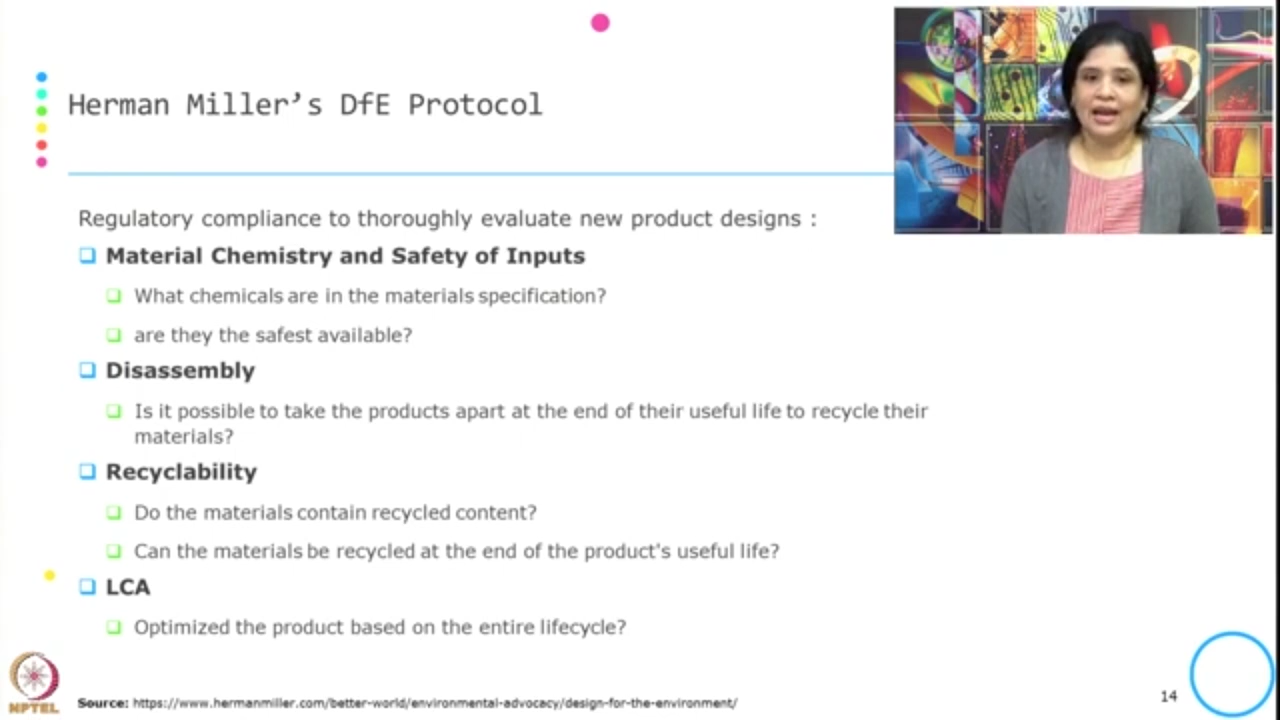 Herman Miller's DfE Protocol
Regulatory compliance to thoroughly evaluate new product designs :
Material Chemistry and Safety of Inputs
What chemicals are in the materials specification?
are they the safest available?
Disassembly
Is it possible to take the products apart at the end of their useful life to recycle their
materials?
Recyclability
Do the materials contain recycled content?
Can the materials be recycled at the end of the product's useful life?
LCA
Optimized the product based on the entire lifecycle?
NPTEL
Source: https://www.hermanmiller.com/better-world/environmental-advocacy/design-for-the-environment/
14